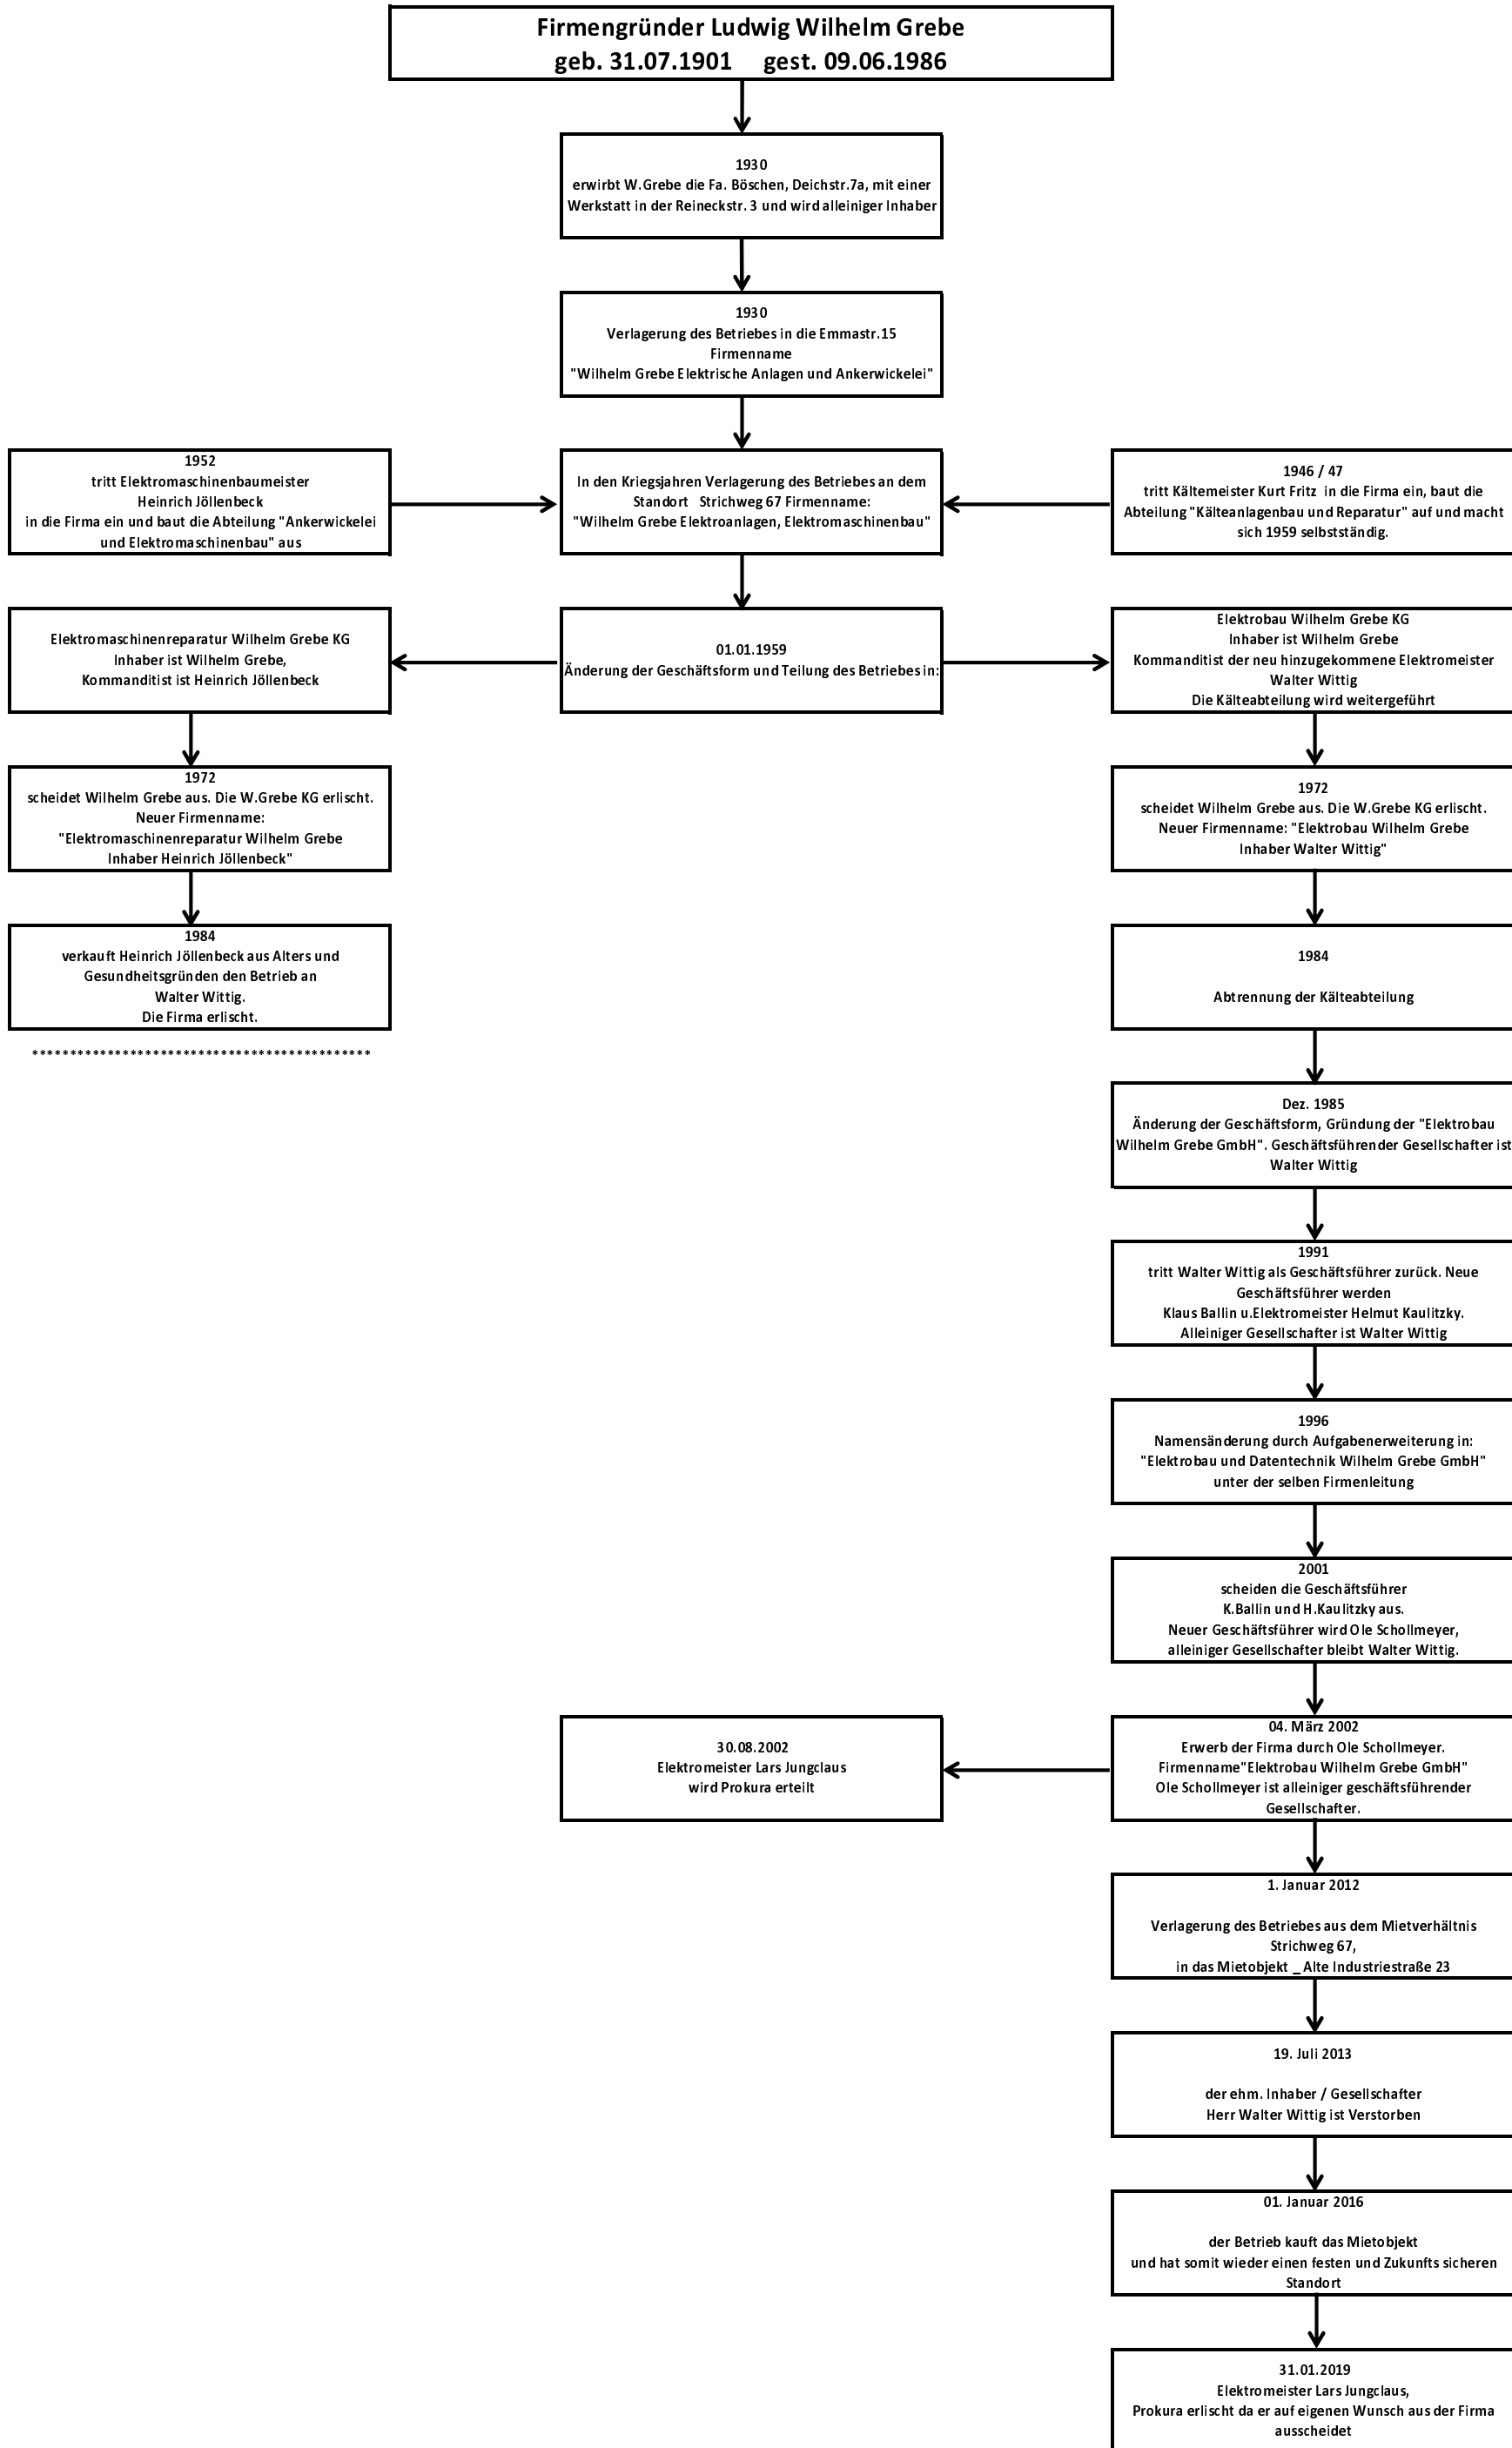 Firmengründer Ludwig Wilhelm Grebe
geb. 31.07.1901 gest. 09.06.1986
1930
erwirbt W.Grebe die Fa. Böschen, Deichstr.7a, mit einer
Werkstatt in der Reineckstr. 3 und wird alleiniger Inhaber
1930
Verlagerung des Betriebes in die Emmastr.15
Firmenname
"Wilhelm Grebe Elektrische Anlagen und Ankerwickelei"
1952
tritt Elektromaschinenbaumeister
Heinrich Jöllenbeck
in die Firma ein und baut die Abteilung "Ankerwickelei
und Elektromaschinenbau" aus
In den Kriegsjahren Verlagerung des Betriebes an dem
Standort Strichweg 67 Firmenname:
"Wilhelm Grebe Elektroanlagen, Elektromaschinenbau"
1946 / 47
tritt Kältemeister Kurt Fritz in die Firma ein, baut die
Abteilung "Kälteanlagenbau und Reparatur" auf und macht
sich 1959 selbstständig.
Elektromaschinenreparatur Wilhelm Grebe KG
Inhaber ist Wilhelm Grebe,
Kommanditist ist Heinrich Jöllenbeck
01.01.1959
Änderung der Geschäftsform und Teilung des Betriebes in:
Elektrobau Wilhelm Grebe KG
Inhaber ist Wilhelm Grebe
Kommanditist der neu hinzugekommene Elektromeister
Walter Wittig
Die Kälteabteilung wird weitergeführt
1972
scheidet Wilhelm Grebe aus. Die W.Grebe KG erlischt.
Neuer Firmenname:
"Elektromaschinenreparatur Wilhelm Grebe
Inhaber Heinrich Jöllenbeck"
1972
scheidet Wilhelm Grebe aus. Die W.Grebe KG erlischt.
Neuer Firmenname: "Elektrobau Wilhelm Grebe
Inhaber Walter Wittig"
1984
verkauft Heinrich Jöllenbeck aus Alters und
Gesundheitsgründen den Betrieb an
Walter Wittig.
Die Firma erlischt.
*********************************************
1984
Abtrennung der Kälteabteilung
Dez. 1985
Änderung der Geschäftsform, Gründung der "Elektrobau
Wilhelm Grebe GmbH". Geschäftsführender Gesellschafter ist
Walter Wittig
1991
tritt Walter Wittig als Geschäftsführer zurück. Neue
Geschäftsführer werden
Klaus Ballin u.Elektromeister Helmut Kaulitzky.
Alleiniger Gesellschafter ist Walter Wittig
1996
Namensänderung durch Aufgabenerweiterung in:
"Elektrobau und Datentechnik Wilhelm Grebe GmbH"
unter der selben Firmenleitung
2001
scheiden die Geschäftsführer
K.Ballin und H.Kaulitzky aus.
Neuer Geschäftsführer wird Ole Schollmeyer,
alleiniger Gesellschafter bleibt Walter Wittig.
30.08.2002
Elektromeister Lars Jungclaus
wird Prokura erteilt
04. März 2002
Erwerb der Firma durch Ole Schollmeyer.
Firmenname"Elektrobau Wilhelm Grebe GmbH"
Ole Schollmeyer ist alleiniger geschäftsführender
Gesellschafter.
1. Januar 2012
Verlagerung des Betriebes aus dem Mietverhältnis
Strichweg 67,
in das Mietobjekt _ Alte Industriestraße 23
19. Juli 2013
der ehm. Inhaber / Gesellschafter
Herr Walter Wittig ist Verstorben
01. Januar 2016
der Betrieb kauft das Mietobjekt
und hat somit wieder einen festen und Zukunfts sicheren
Standort
31.01.2019
Elektromeister Lars Jungclaus,
Prokura erlischt da er auf eigenen Wunsch aus der Firma
ausscheidet